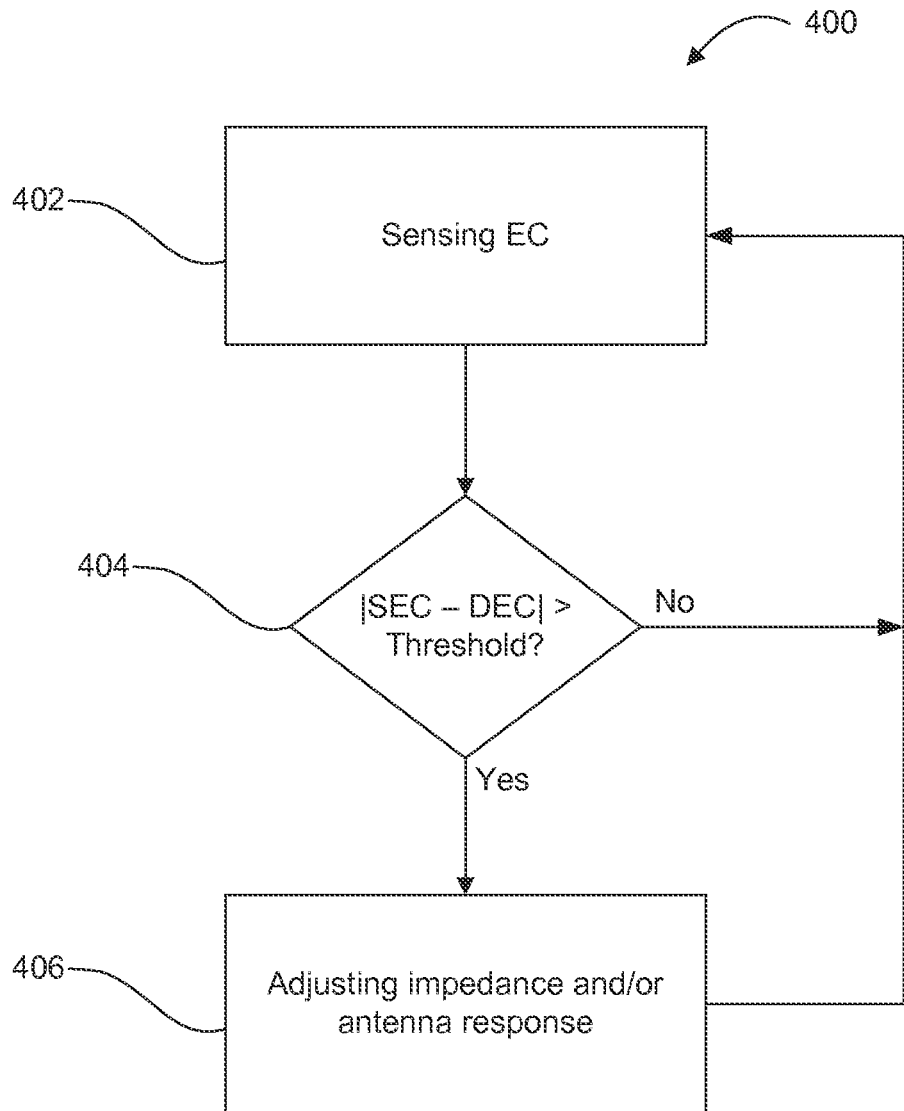 400
402
Sensing EC
404
|SEC – DEC| >
Threshold?
No
Yes
406
Adjusting impedance and/or
antenna response